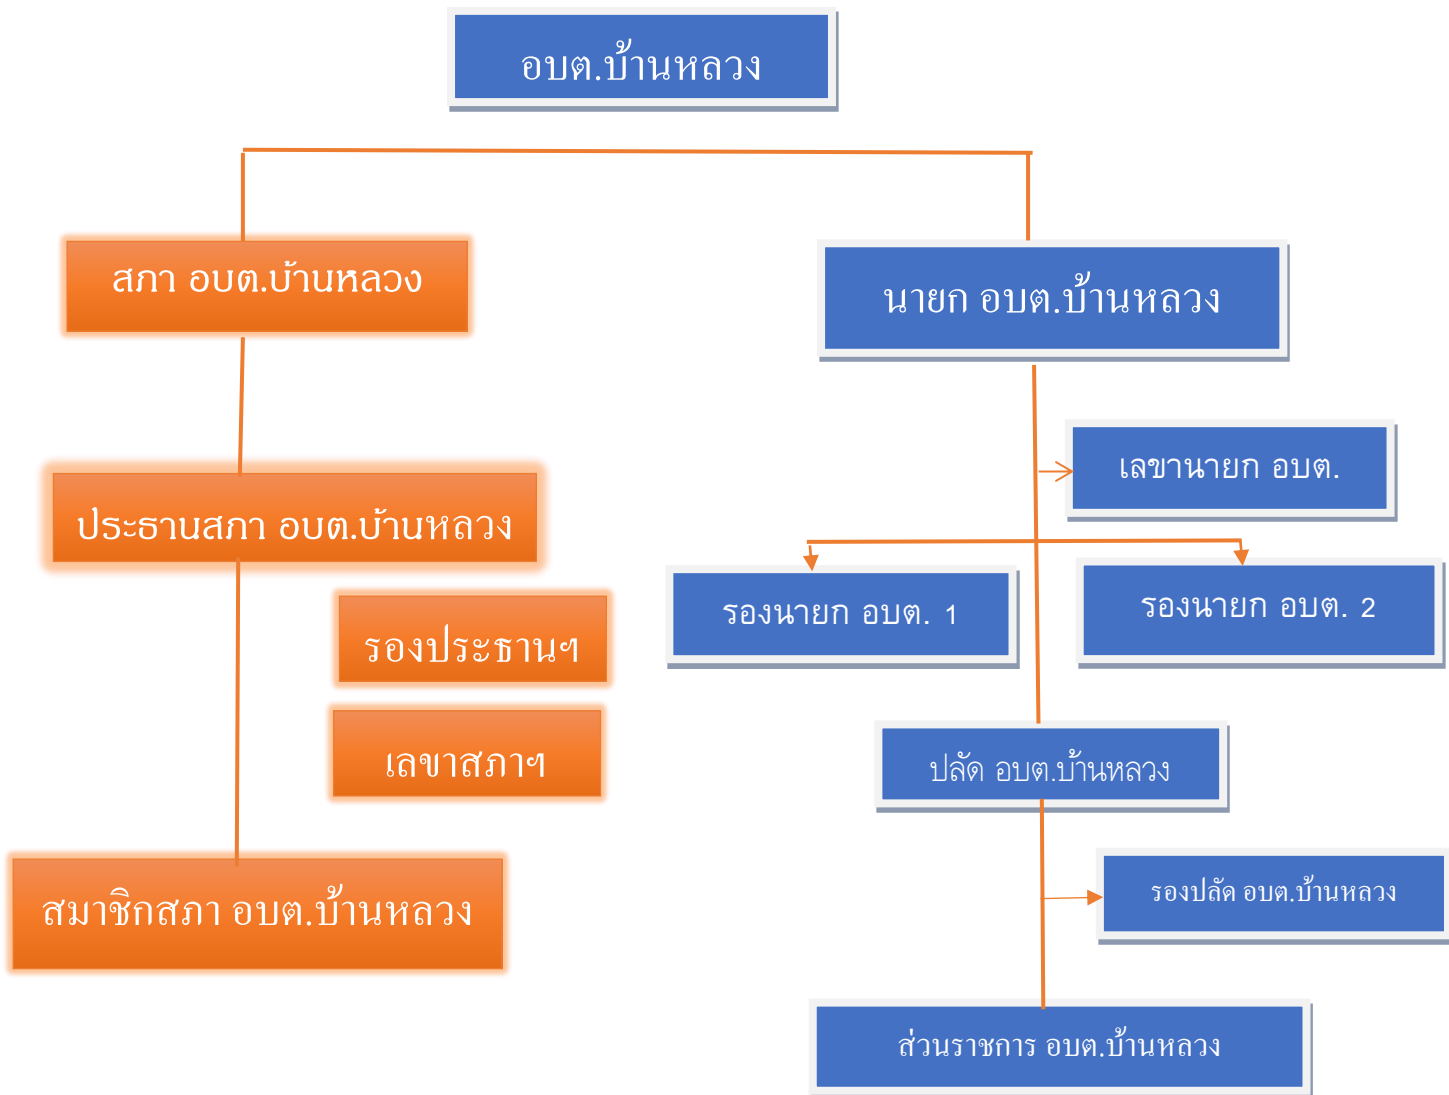 อบต.บ้านหลวง
สภา อบต.บ้านหลวง
นายก อบต.บ้านหลวง
เลขานายก อบต.
ประธานสภา อบต.บ้านหลวง
รองนายก อบต. 1
รองนายก อบต. 2
รองประธานฯ
เลขาสภาฯ
ปลัด อบต.บ้านหลวง
สมาชิกสภา อบต.บ้านหลวง
รองปลัด อบต.บ้านหลวง
ส่วนราชการ อบต.บ้านหลวง